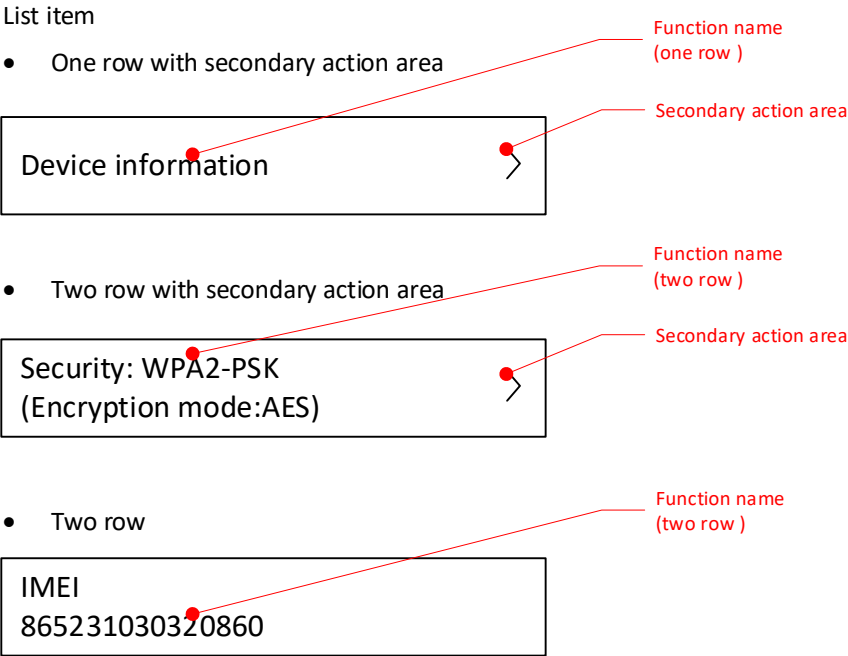 List item
Function name
(one row )
• One row with secondary action area
Secondary action area
Device information
Function name
(two row )
• Two row with secondary action area
Secondary action area
Security: WPA2-PSK
(Encryption mode:AES)
Function name
(two row )
• Two row
IMEI
865231030320860